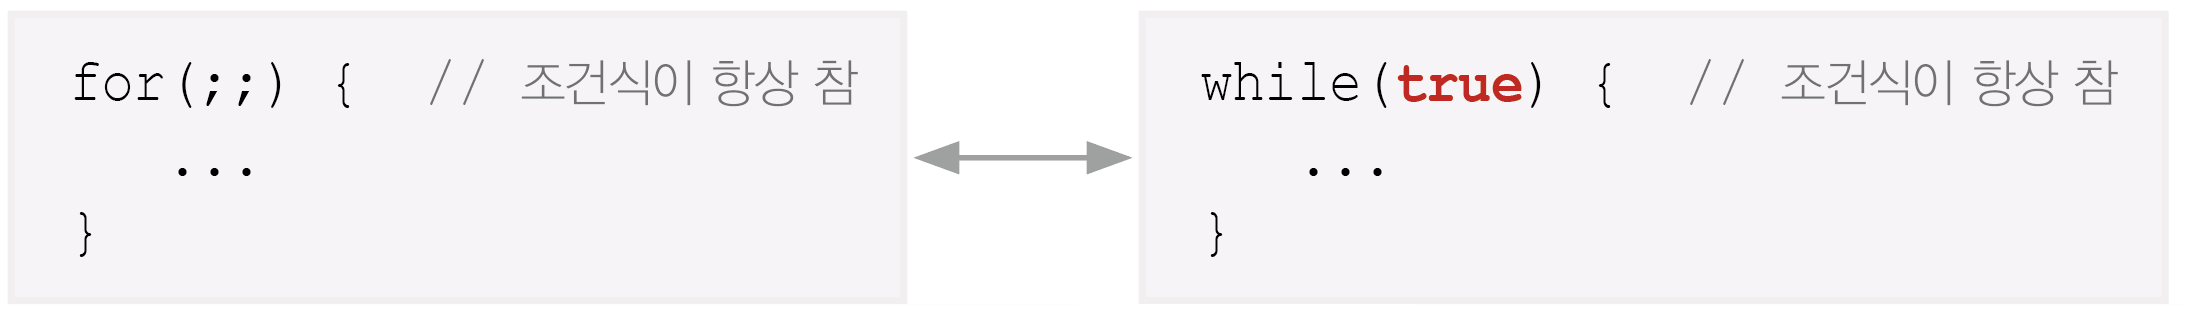 for(;;) { // 조건식이 항상 참
...
}
while(true) { // 조건식이 항상 참
...
}